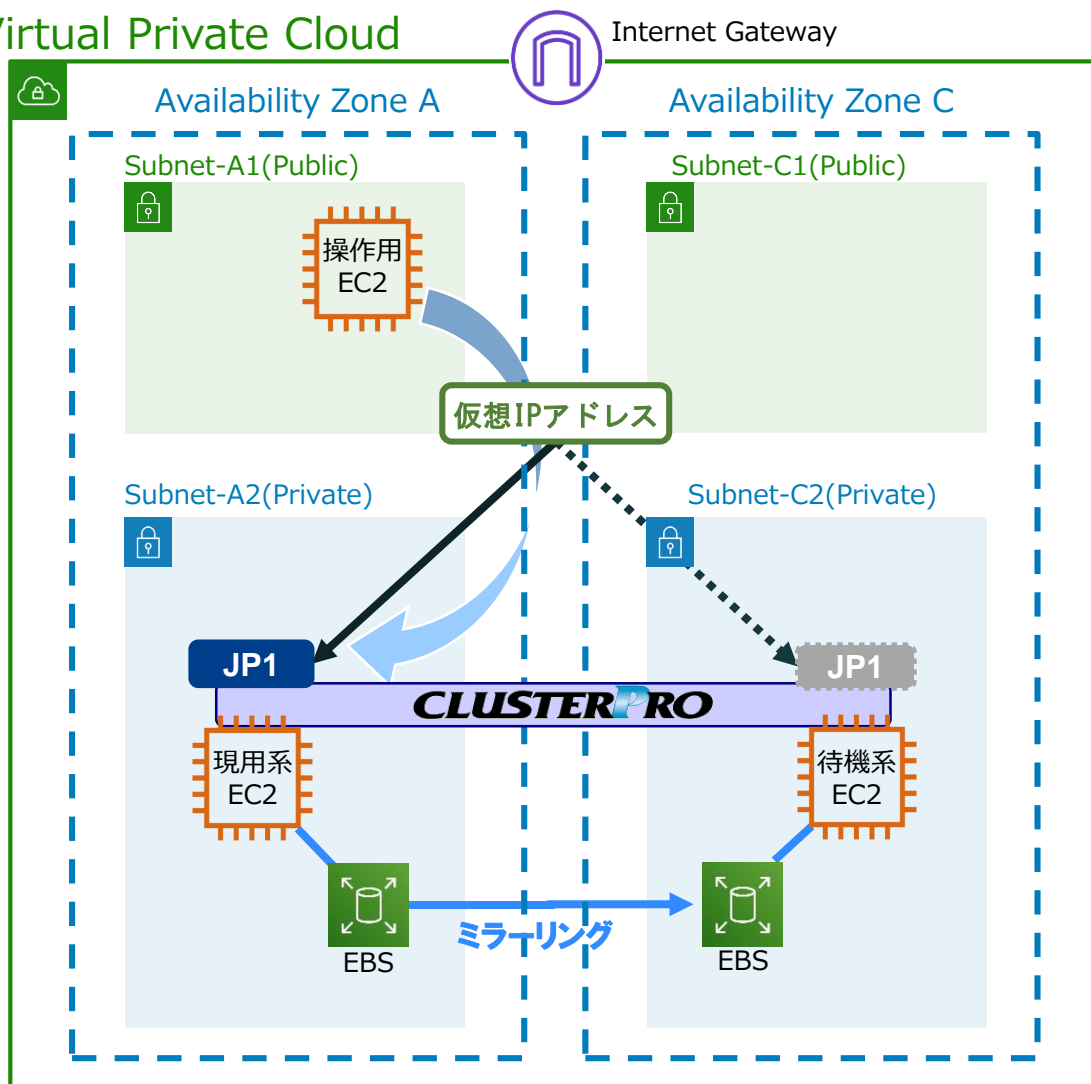 Virtual Private Cloud
Internet Gateway
Availability Zone A
Availability Zone C
Subnet-A1(Public)
Subnet-C1(Public)
操作用
EC2
仮想IPアドレス
Subnet-A2(Private)
Subnet-C2(Private)
JP1
JP1
CLUSTERPRO
現用系
EC2
待機系
EC2
ミラーリング
EBS
EBS